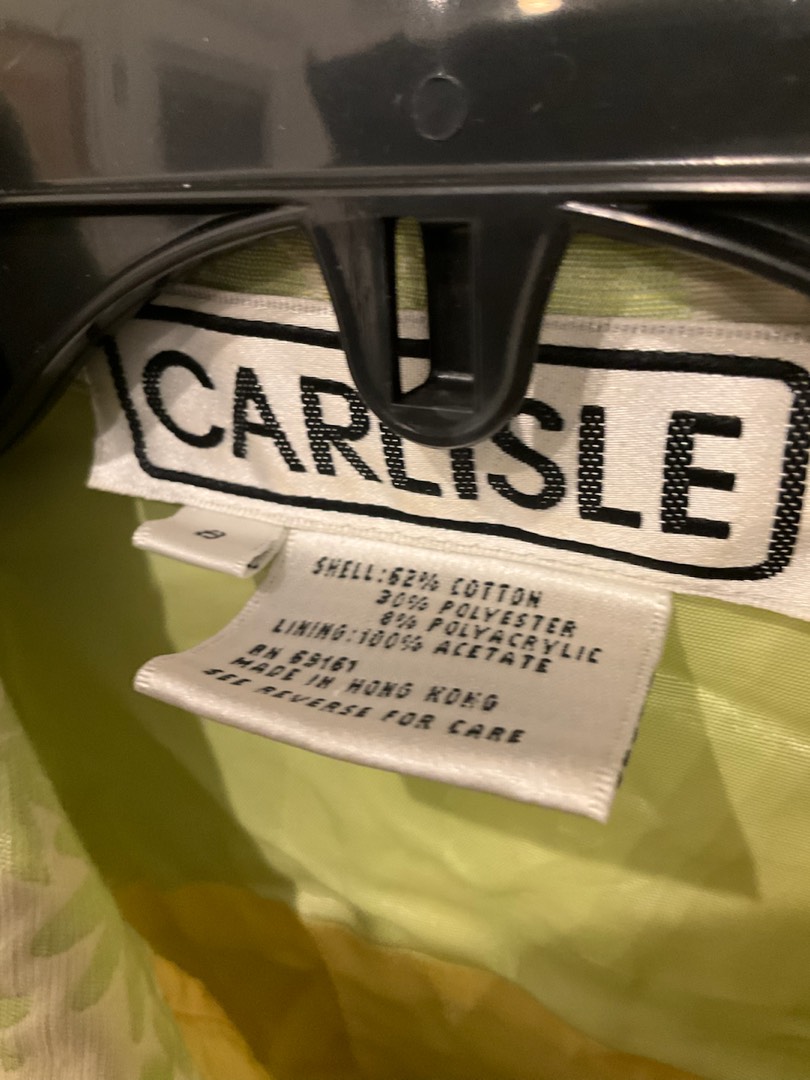 CARLISLE
8
SHELL:62% COTTON
30% POLYESTER
8% POLYACRYLIC
LINING:100% ACETATE
RN 69161
MADE IN HONG KONG
SEE REVERSE FOR CARE